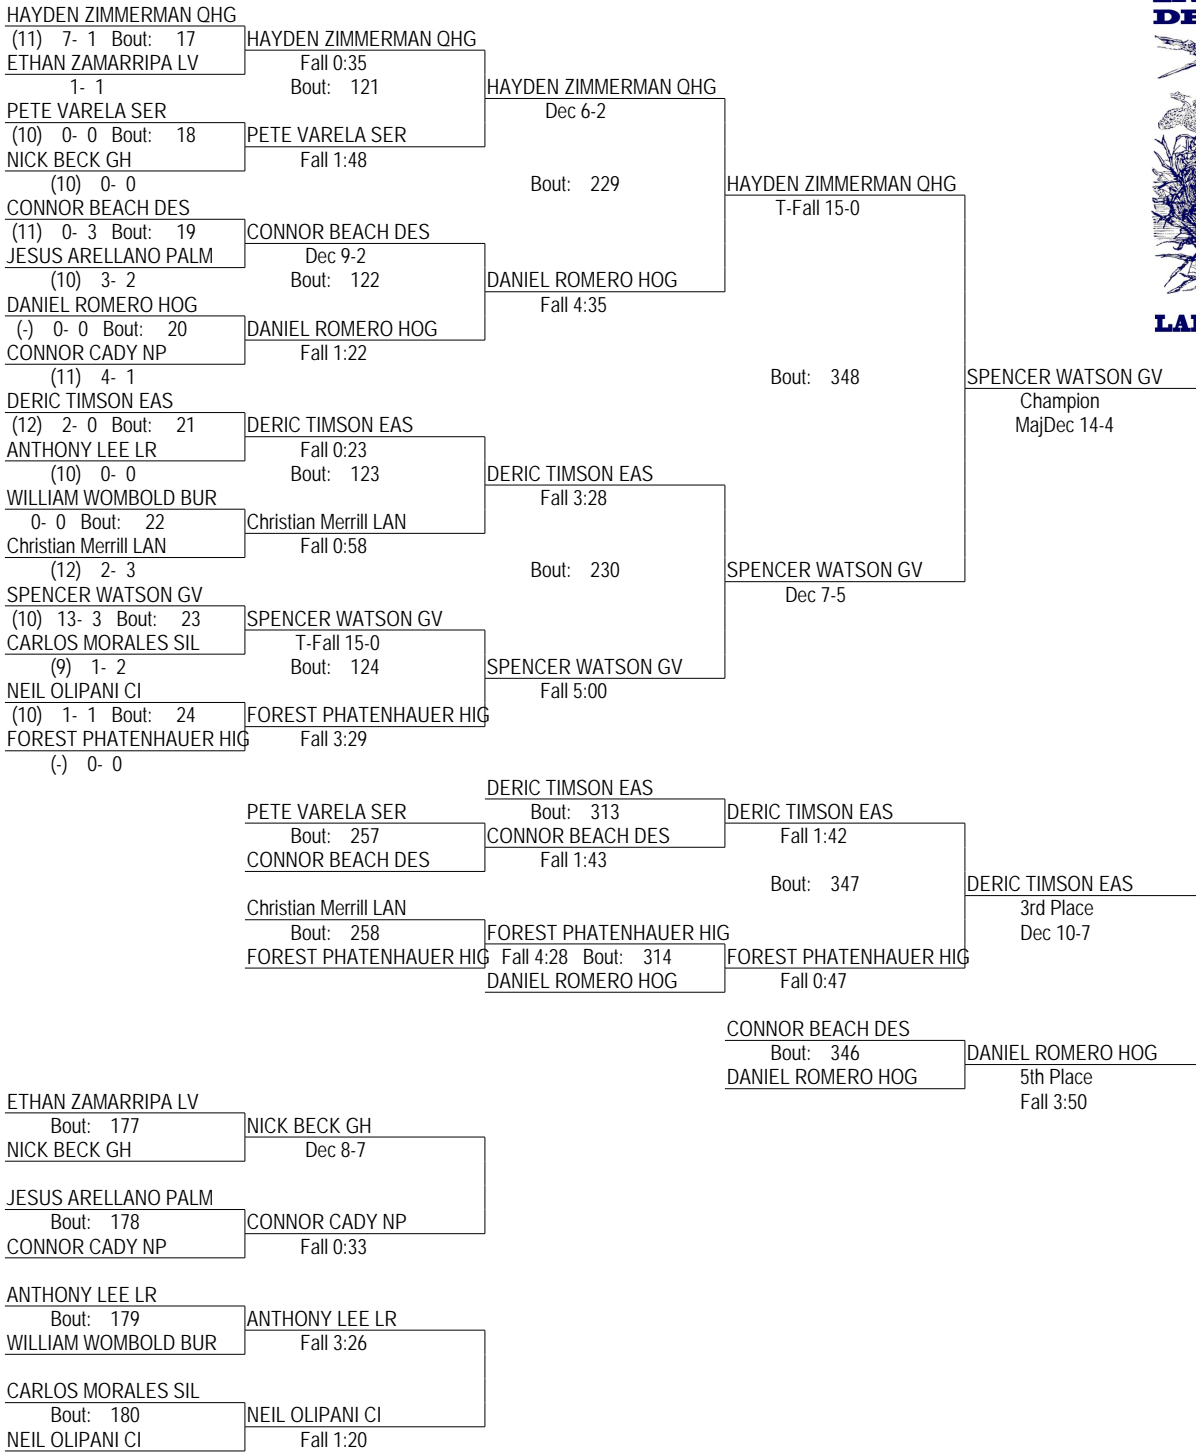 HAYDEN ZIMMERMAN QHG
(11) 7- 1 Bout: 17
ETHAN ZAMARRIPA LV
1- 1
PETE VARELA SER
(10) 0- 0 Bout: 18
NICK BECK GH
(10) 0- 0
CONNOR BEACH DES
(11) 0- 3 Bout: 19
JESUS ARELLANO PALM
(10) 3- 2
DANIEL ROMERO HOG
(-) 0- 0 Bout: 20
CONNOR CADY NP
(11) 4- 1
DERIC TIMSON EAS
(12) 2- 0 Bout: 21
ANTHONY LEE LR
(10) 0- 0
WILLIAM WOMBOLD BUR
0- 0 Bout: 22
Christian Merrill LAN
(12) 2- 3
SPENCER WATSON GV
(10) 13- 3 Bout: 23
CARLOS MORALES SIL
(9) 1- 2
NEIL OLIPANI CI
(10) 1- 1 Bout: 24
FOREST PHATENHAUER HIG
(-) 0- 0
HAYDEN ZIMMERMAN QHG
Fall 0:35
Bout: 121
PETE VARELA SER
Fall 1:48
CONNOR BEACH DES
Dec 9-2
Bout: 122
DANIEL ROMERO HOG
Fall 1:22
DERIC TIMSON EAS
Fall 0:23
Bout: 123
Christian Merrill LAN
Fall 0:58
SPENCER WATSON GV
T-Fall 15-0
Bout: 124
FOREST PHATENHAUER HIG
Fall 3:29
HAYDEN ZIMMERMAN QHG
Dec 6-2
Bout: 229
DANIEL ROMERO HOG
Fall 4:35
DERIC TIMSON EAS
Fall 3:28
Bout: 230
SPENCER WATSON GV
Fall 5:00
HAYDEN ZIMMERMAN QHG
T-Fall 15-0
Bout: 348
SPENCER WATSON GV
Dec 7-5
SPENCER WATSON GV
Champion
MajDec 14-4
PETE VARELA SER
Bout: 257
CONNOR BEACH DES
Christian Merrill LAN
Bout: 258
FOREST PHATENHAUER HIG
DERIC TIMSON EAS
Bout: 313
CONNOR BEACH DES
Fall 1:43
FOREST PHATENHAUER HIG
Fall 4:28 Bout: 314
DANIEL ROMERO HOG
DERIC TIMSON EAS
Fall 1:42
Bout: 347
FOREST PHATENHAUER HIG
Fall 0:47
DERIC TIMSON EAS
3rd Place
Dec 10-7
CONNOR BEACH DES
Bout: 346
DANIEL ROMERO HOG
DANIEL ROMERO HOG
5th Place
Fall 3:50
ETHAN ZAMARRIPA LV
Bout: 177
NICK BECK GH
NICK BECK GH
Dec 8-7
JESUS ARELLANO PALM
Bout: 178
CONNOR CADY NP
CONNOR CADY NP
Fall 0:33
ANTHONY LEE LR
Bout: 179
WILLIAM WOMBOLD BUR
ANTHONY LEE LR
Fall 3:26
CARLOS MORALES SIL
Bout: 180
NEIL OLIPANI CI
NEIL OLIPANI CI
Fall 1:20